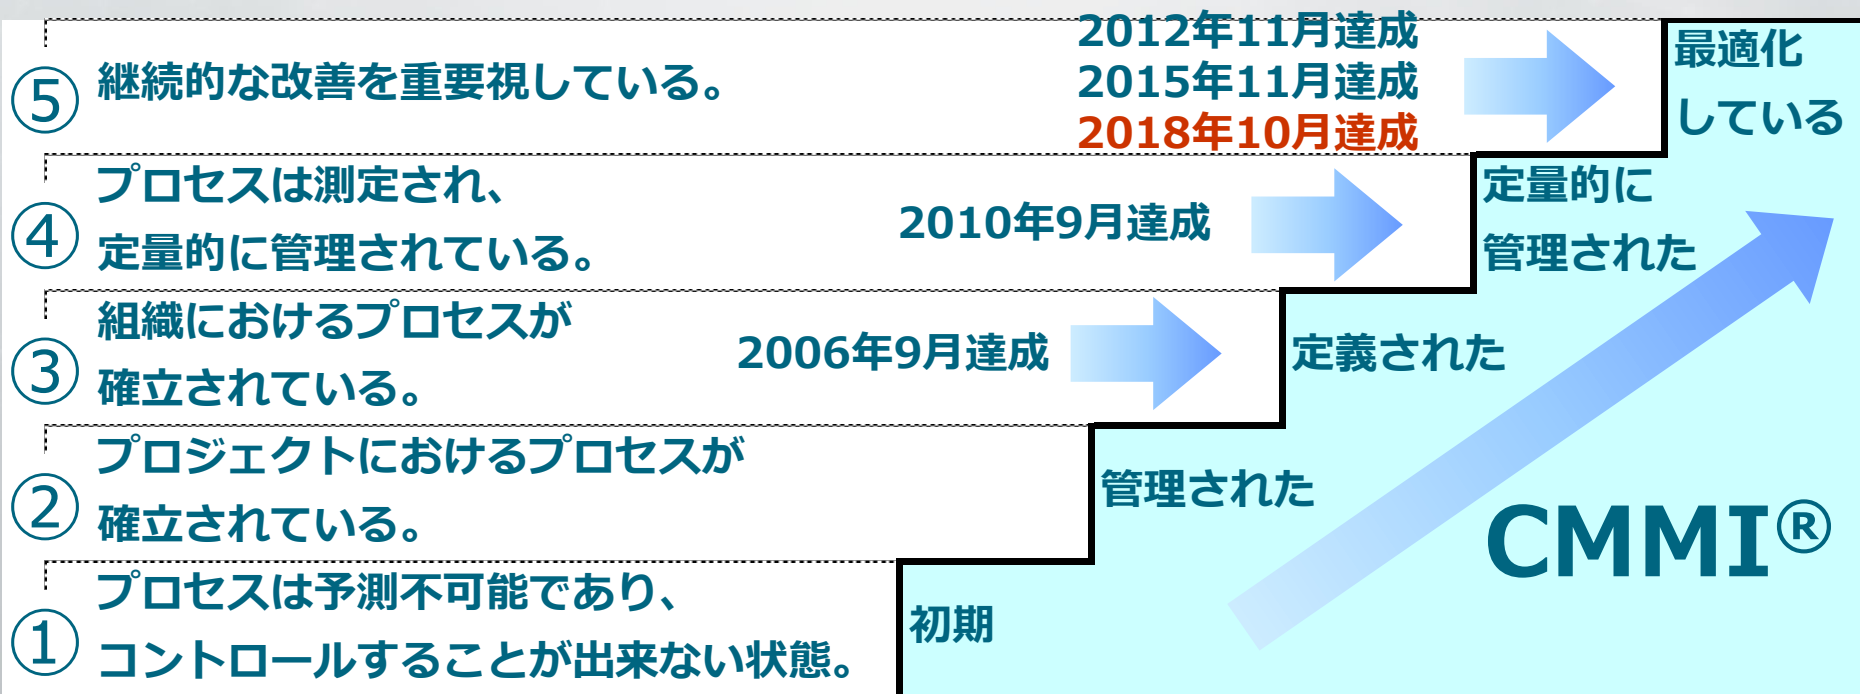 ⑤
継続的な改善を重要視している。
2012年11月達成
2015年11月達成
2018年10月達成
最適化
している
④
プロセスは測定され、
定量的に管理されている。
2010年9月達成
定量的に
管理された
③
組織におけるプロセスが
確立されている。
2006年9月達成
定義された
②
プロジェクトにおけるプロセスが
確立されている。
管理された
①
プロセスは予測不可能であり、
コントロールすることが出来ない状態。
初期
CMMI®